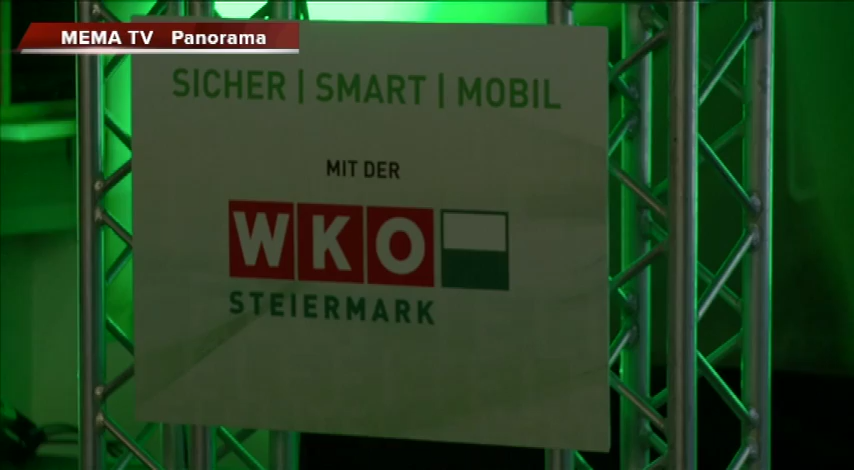 MEMA TV Panorama
SICHER | SMART | MOBIL
MIT DER
WKO
STEIERMARK